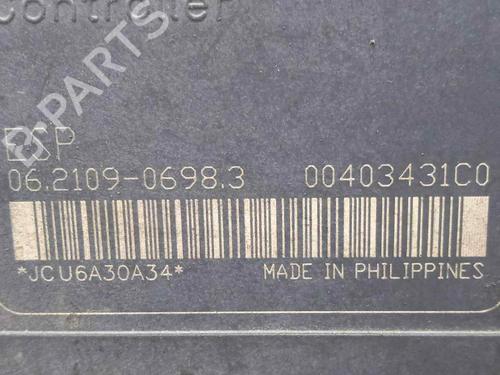 Controller
ESP
06.2109-0698.3 00403431C0
*JCU6A30A34* MADE IN PHILIPPINES
B-PARTS